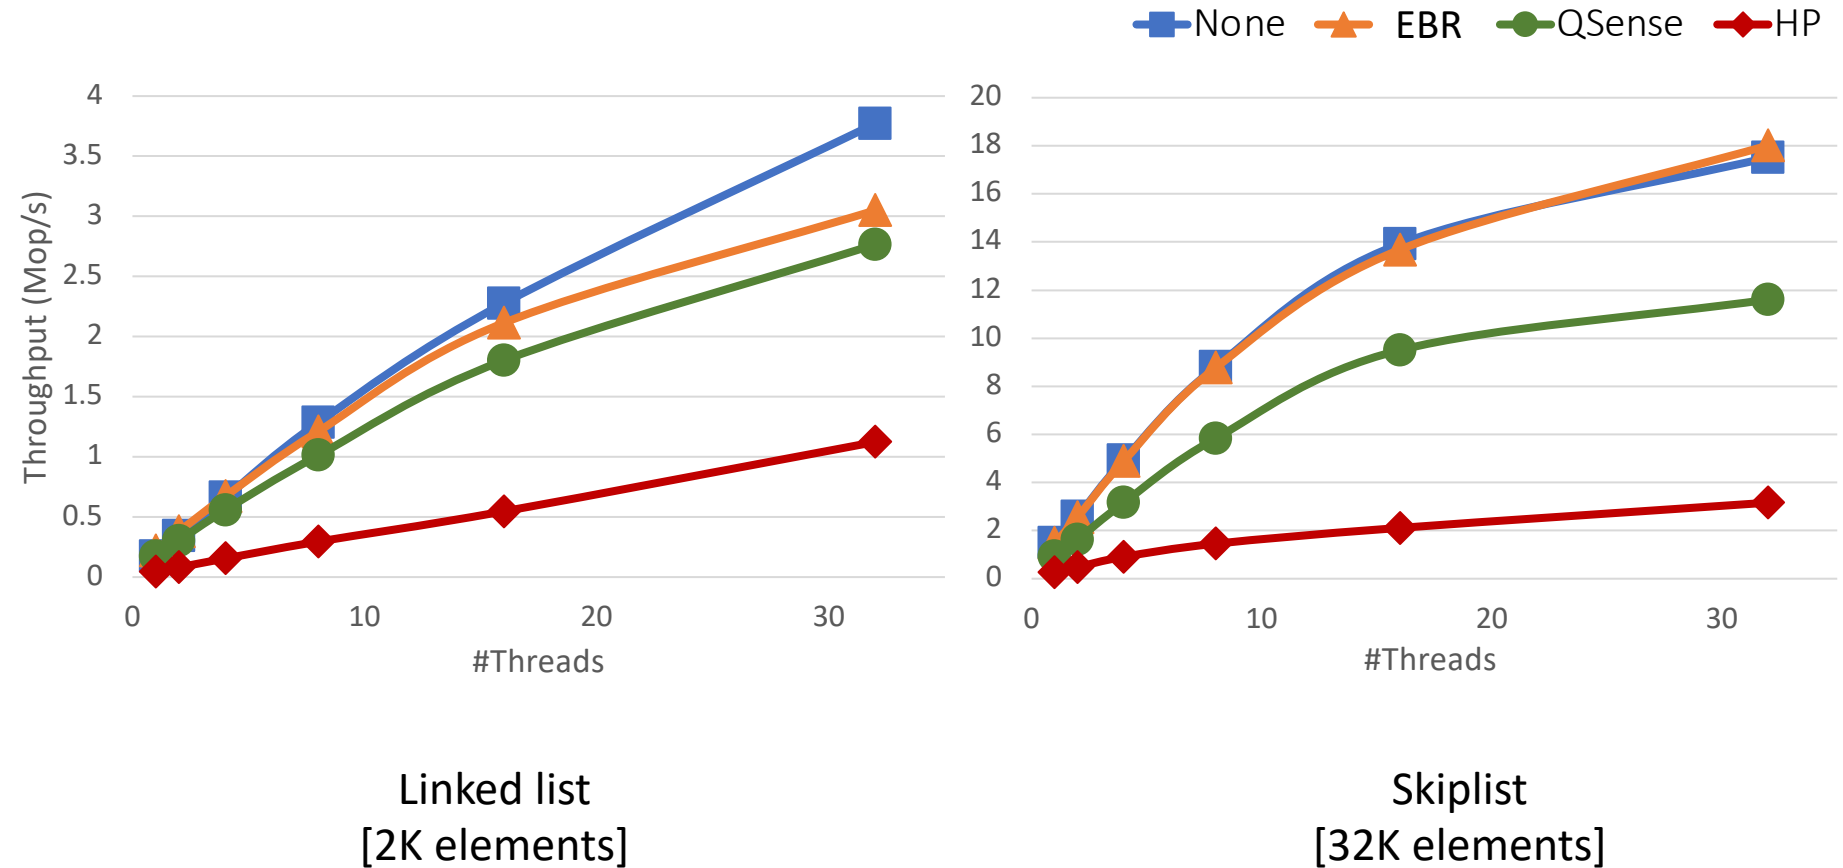 None EBR QSense HP
4
3.5
3
2.5
2
1.5
1
0.5
0
Throughput (Mop/s)
0 10 20 30
#Threads
20
18
16
14
12
10
8
6
4
2
0
0 10 20 30
#Threads
Linked list
[2K elements]
Skiplist
[32K elements]